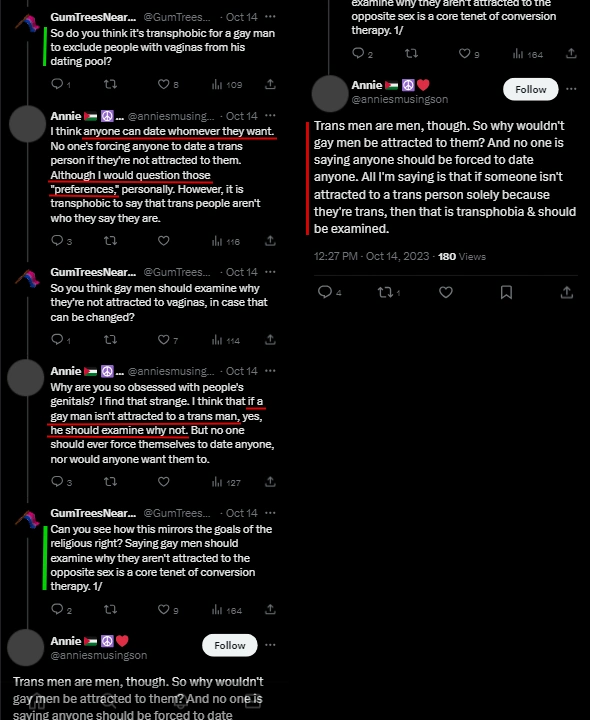 GumTreesNear... @GumTrees... · Oct 14 ···
So do you think it's transphobic for a gay man
to exclude people with vaginas from his
dating pool?
1 8 109
Annie 🇵🇸 ☮️ ... @anniesmusing... · Oct 14 ···
I think anyone can date whomever they want.
No one's forcing anyone to date a trans
person if they're not attracted to them.
Although I would question those
"preferences," personally. However, it is
transphobic to say that trans people aren't
who they say they are.
3 116
GumTreesNear... @GumTrees... · Oct 14 ···
So you think gay men should examine why
they're not attracted to vaginas, in case that
can be changed?
1 7 114
Annie 🇵🇸 ☮️ ... @anniesmusing... · Oct 14 ···
Why are you so obsessed with people's
genitals? I find that strange. I think that if a
gay man isn't attracted to a trans man, yes,
he should examine why not. But no one
should ever force themselves to date anyone,
nor would anyone want them to.
3 127
GumTreesNear... @GumTrees... · Oct 14 ···
Can you see how this mirrors the goals of the
religious right? Saying gay men should
examine why they aren't attracted to the
opposite sex is a core tenet of conversion
therapy. 1/
2 9 164
Annie 🇵🇸 ☮️♥️
@anniesmusingson
Follow ···
Trans men are men, though. So why wouldn't
gay men be attracted to them? And no one is
saying anyone should be forced to date
examine why they aren't attracted to the
opposite sex is a core tenet of conversion
therapy. 1/
2 9 164
Annie 🇵🇸 ☮️♥️
@anniesmusingson
Follow ···
Trans men are men, though. So why wouldn't
gay men be attracted to them? And no one is
saying anyone should be forced to date
anyone. All I'm saying is that if someone isn't
attracted to a trans person solely because
they're trans, then that is transphobia & should
be examined.
12:27 PM · Oct 14, 2023 · 180 Views
4 1